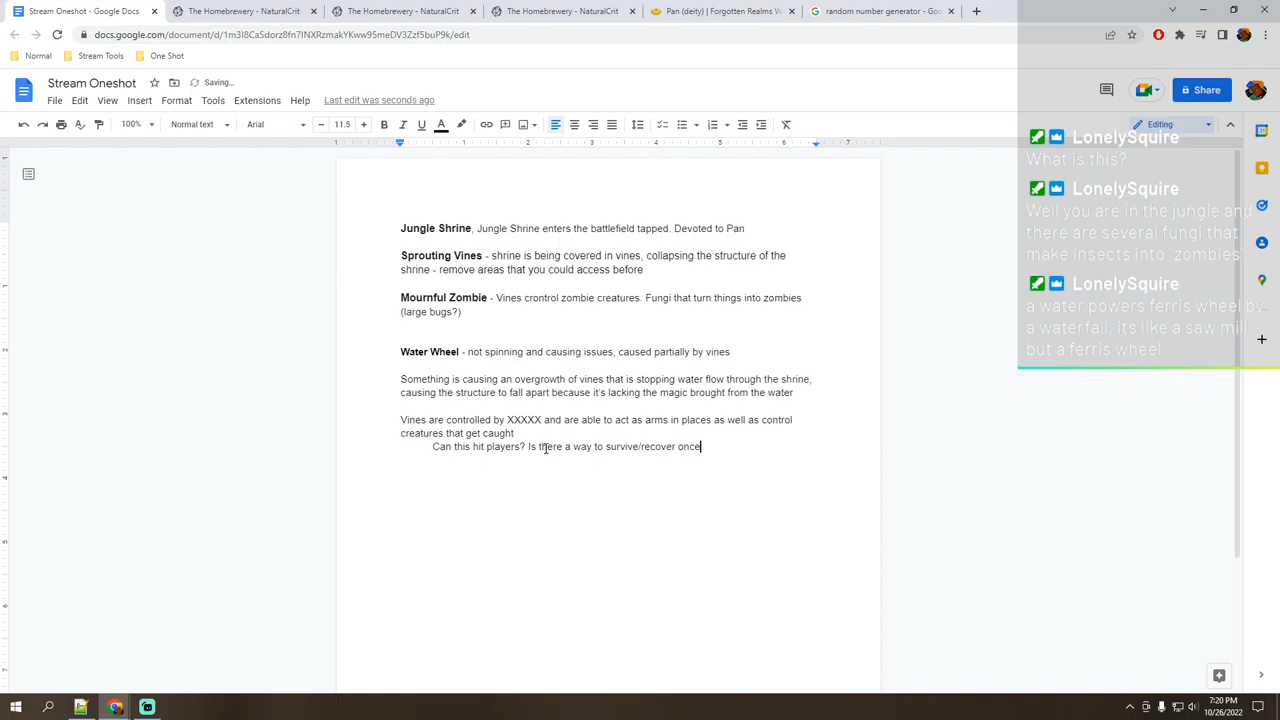 Stream Oneshot - Google Docs
The Homebrewery - NaturalCrit
The Homebrewery - NaturalCrit
The Homebrewery - NaturalCrit
Pan (deity) | Forgotten Realms W
random number generator - Go
Normal
Stream Tools
One Shot
Stream Oneshot
Saving...
File Edit View Insert Format Tools Extensions Help Last edit was seconds ago
Share
100% Normal text Arial 11.5
Editing
LonelySquire
What is this?
LonelySquire
Well you are in the jungle and
there are several fungi that
make insects into "zombies"
LonelySquire
a water powers ferris wheel by
a waterfall, its like a saw mill
but a ferris wheel
Jungle Shrine, Jungle Shrine enters the battlefield tapped. Devoted to Pan
Sprouting Vines - shrine is being covered in vines, collapsing the structure of the
shrine - remove areas that you could access before
Mournful Zombie - Vines crontrol zombie creatures. Fungi that turn things into zombies
(large bugs?)
Water Wheel - not spinning and causing issues, caused partially by vines
Something is causing an overgrowth of vines that is stopping water flow through the shrine,
causing the structure to fall apart because it's lacking the magic brought from the water
Vines are controlled by XXXXX and are able to act as arms in places as well as control
creatures that get caught
Can this hit players? Is there a way to survive/recover once
7:20 PM
10/26/2022